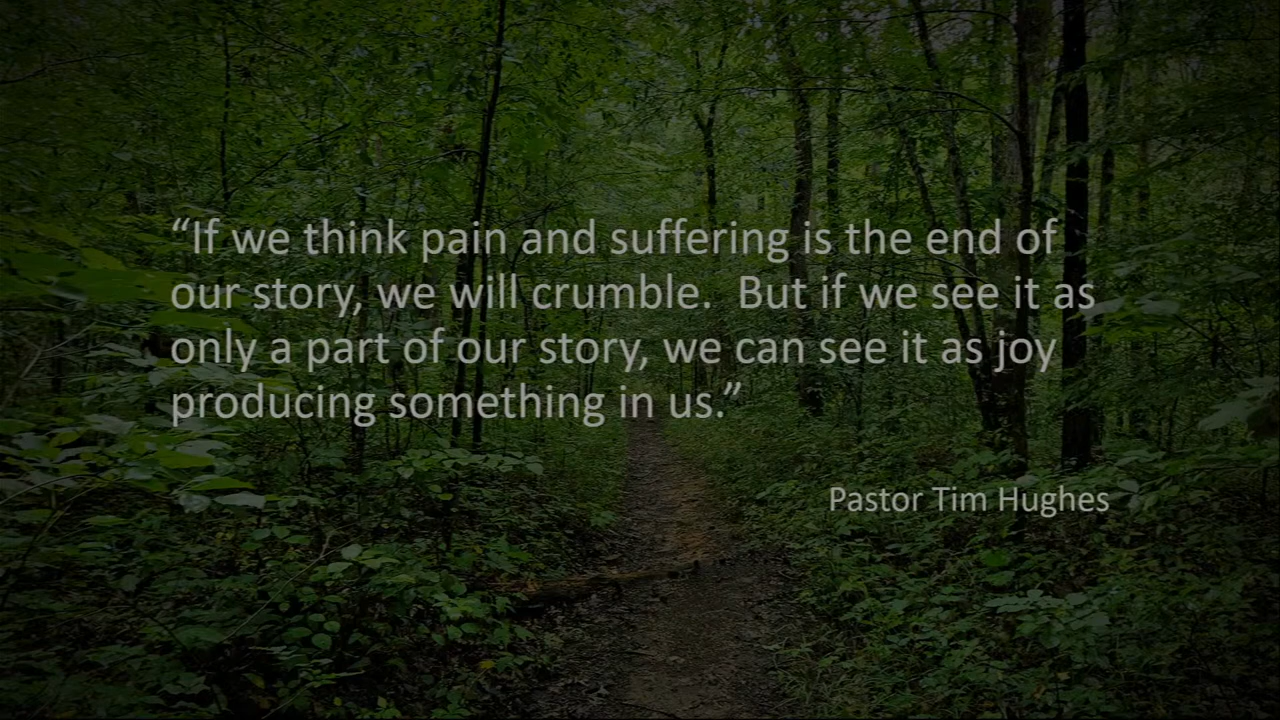 “If we think pain and suffering is the end of
our story, we will crumble.  But if we see it as
only a part of our story, we can see it as joy
producing something in us.”
Pastor Tim Hughes